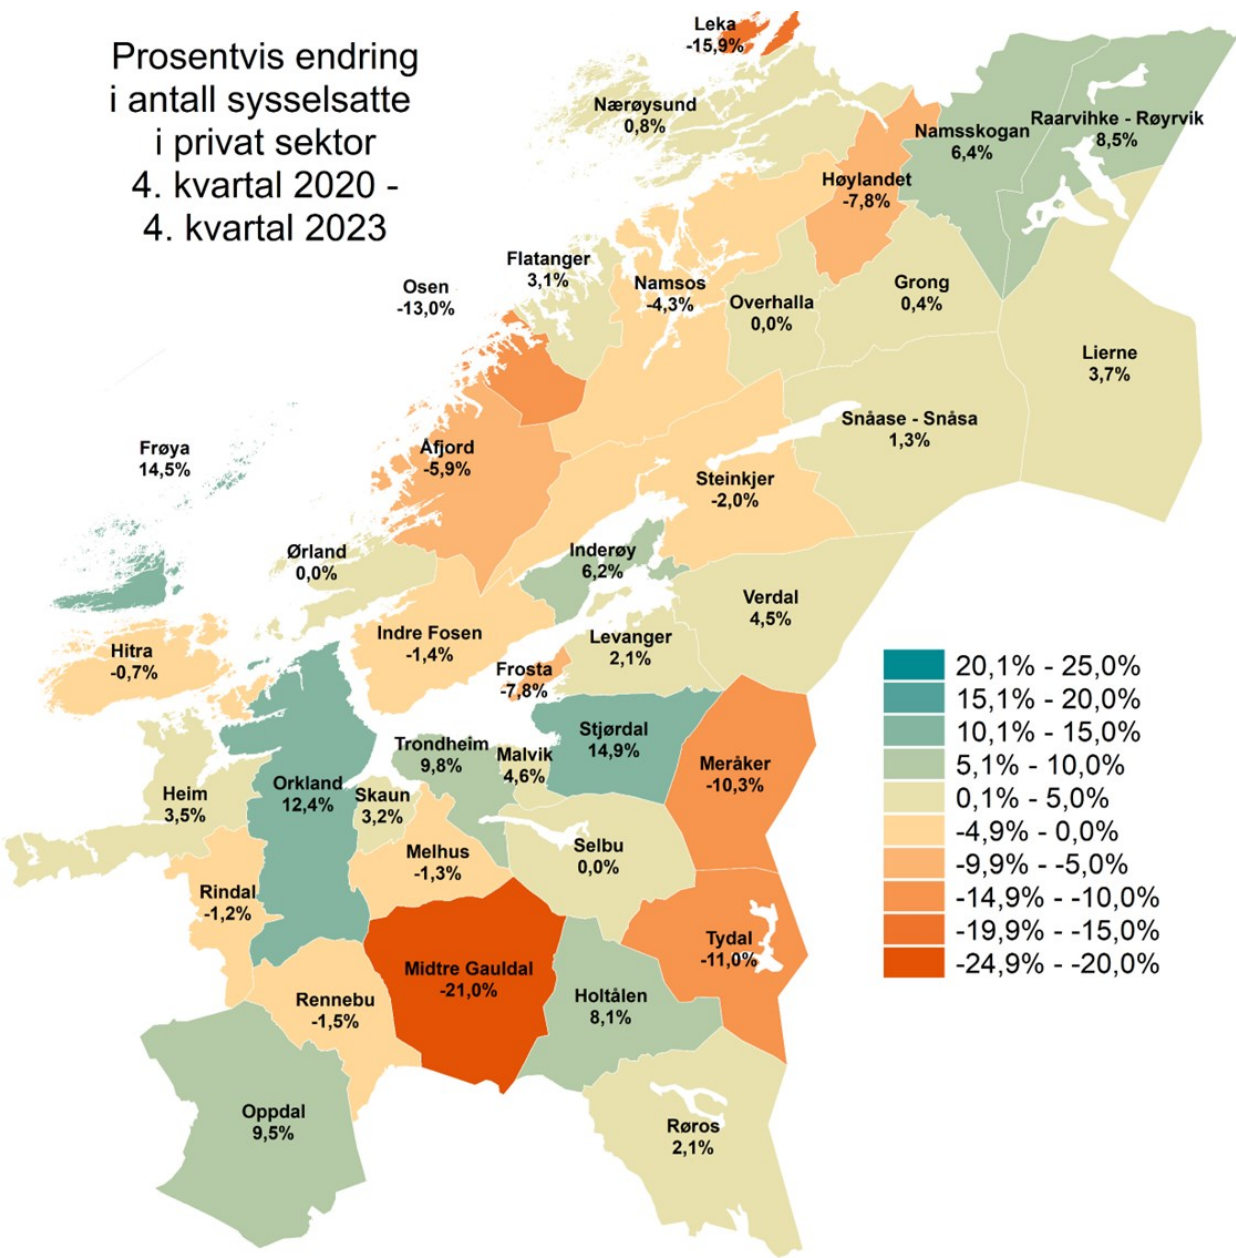 Prosentvis endring
i antall sysselsatte
i privat sektor
4. kvartal 2020 -
4. kvartal 2023
Leka
-15,9%
Nærøysund
0,8%
Namsskogan
6,4%
Raarvihke - Røyrvik
8,5%
Høylandet
-7,8%
Flatanger
3,1%
Osen
-13,0%
Namsos
-4,3%
Overhalla
0,0%
Grong
0,4%
Lierne
3,7%
Snåase - Snåsa
1,3%
Frøya
14,5%
Åfjord
-5,9%
Steinkjer
-2,0%
Ørland
0,0%
Inderøy
6,2%
Verdal
4,5%
Hitra
-0,7%
Indre Fosen
-1,4%
Levanger
2,1%
Frosta
-7,8%
Stjørdal
14,9%
Trondheim
9,8%
Malvik
4,6%
Meråker
-10,3%
Heim
3,5%
Orkland
12,4%
Skaun
3,2%
Melhus
-1,3%
Selbu
0,0%
Rindal
-1,2%
Tydal
-11,0%
Midtre Gauldal
-21,0%
Holtålen
8,1%
Rennebu
-1,5%
Oppdal
9,5%
Røros
2,1%
20,1% - 25,0%
15,1% - 20,0%
10,1% - 15,0%
5,1% - 10,0%
0,1% - 5,0%
-4,9% - 0,0%
-9,9% - -5,0%
-14,9% - -10,0%
-19,9% - -15,0%
-24,9% - -20,0%